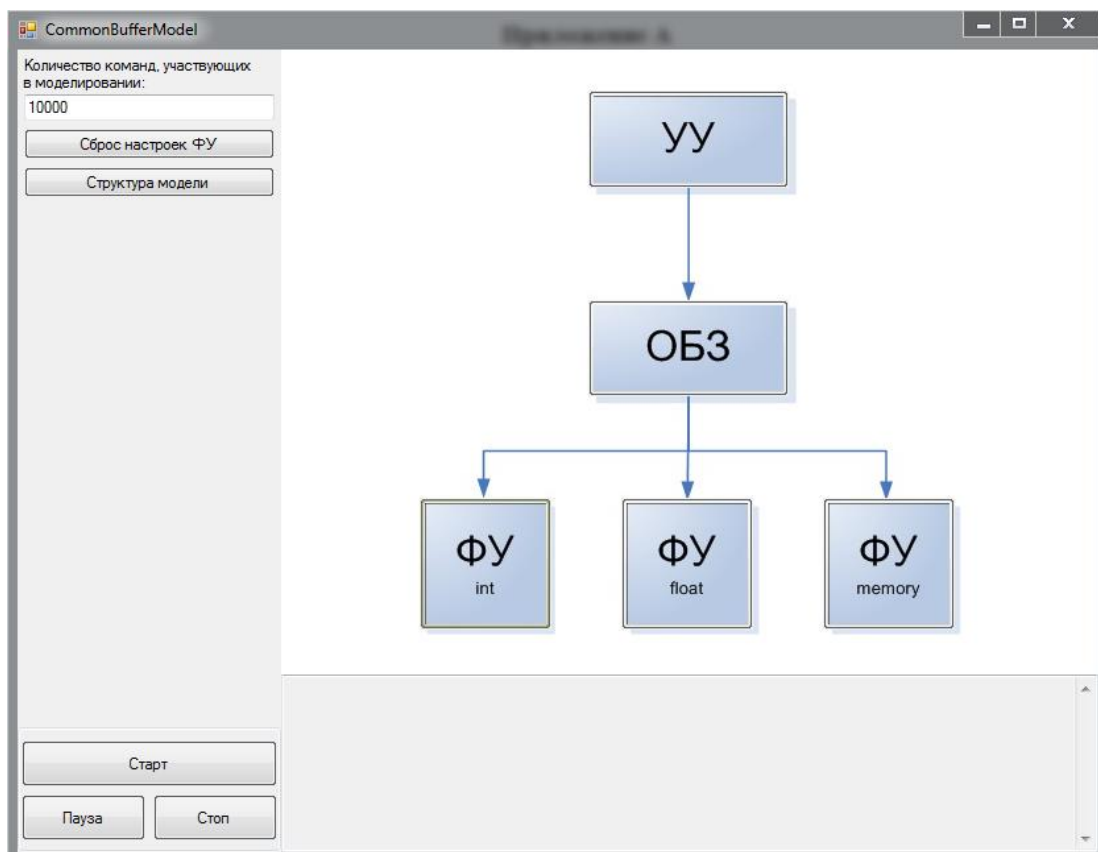 CommonBufferModel
Приложение А
Количество команд, участвующих
в моделировании:
10000
Сброс настроек ФУ
Структура модели
УУ
ОБЗ
ФУ
int
ФУ
float
ФУ
memory
Старт
Пауза
Стоп